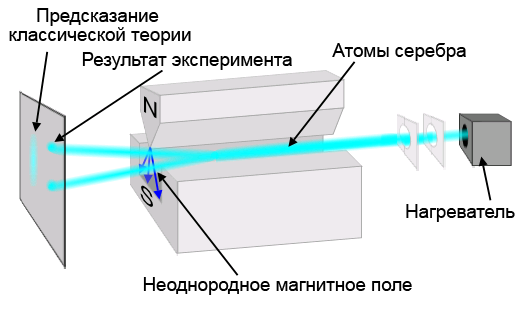 Предсказание
классической теории
Результат эксперимента
Атомы серебра
N
S
Нагреватель
Неоднородное магнитное поле